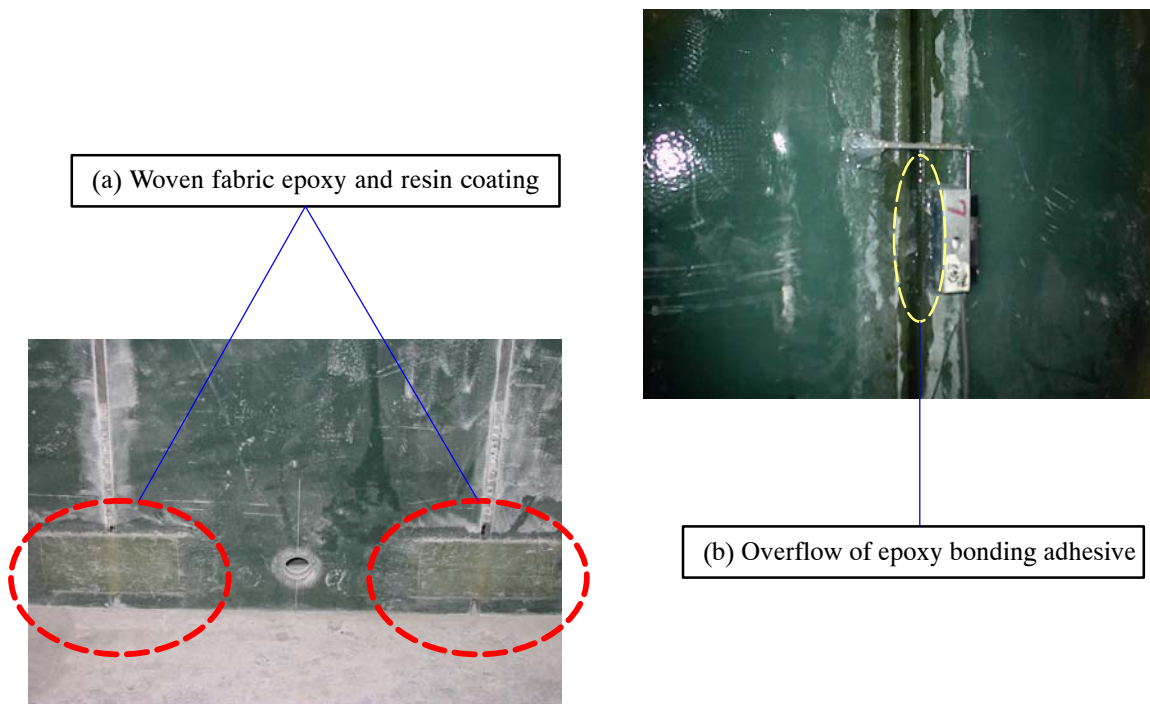 (a) Woven fabric epoxy and resin coating
(b) Overflow of epoxy bonding adhesive